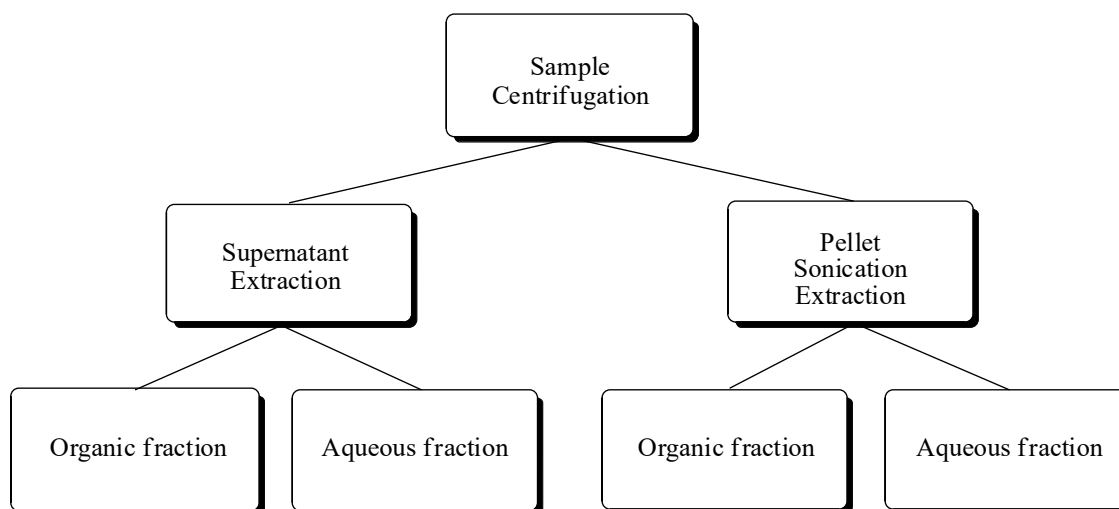 Sample
Centrifugation
Supernatant
Extraction
Pellet
Sonication
Extraction
Organic fraction
Aqueous fraction
Organic fraction
Aqueous fraction